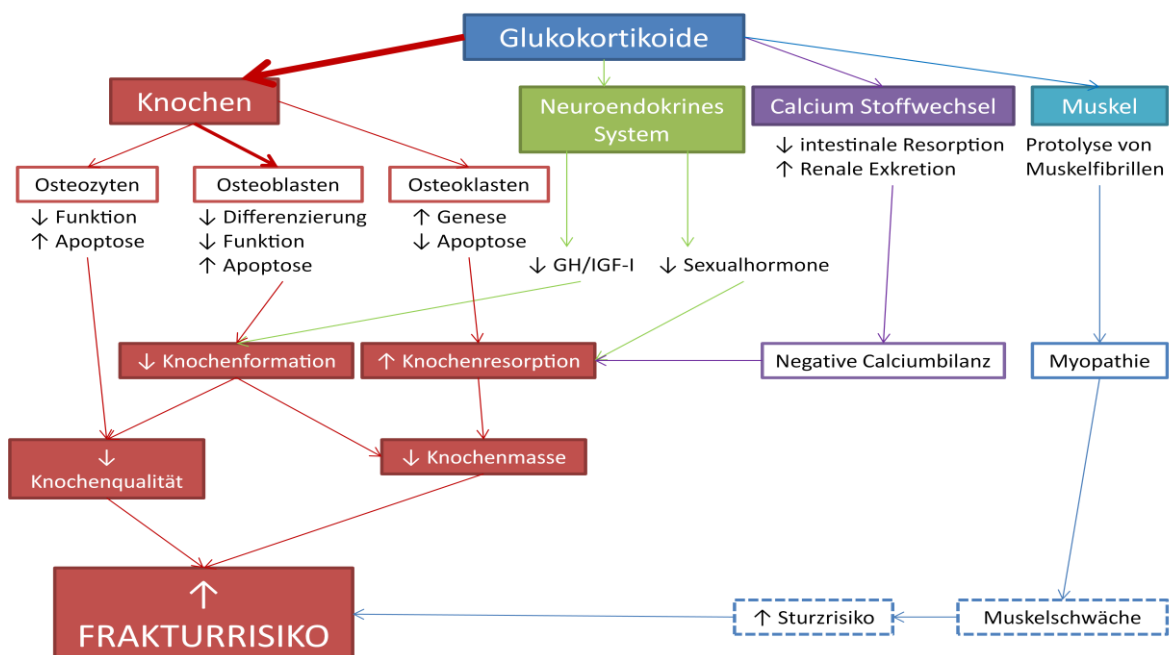 Glukokortikoide
Knochen
Neuroendokrines
System
Calcium Stoffwechsel
Muskel
↓ intestinale Resorption
↑ Renale Exkretion
Protolyse von
Muskelfibrillen
Osteozyten
↓ Funktion
↑ Apoptose
Osteoblasten
↓ Differenzierung
↓ Funktion
↑ Apoptose
Osteoklasten
↑ Genese
↓ Apoptose
↓ GH/IGF-I
↓ Sexualhormone
↓ Knochenformation
↑ Knochenresorption
Negative Calciumbilanz
Myopathie
↓
Knochenqualität
↓ Knochenmasse
↑
FRAKTURRISIKO
↑ Sturzrisiko
Muskelschwäche